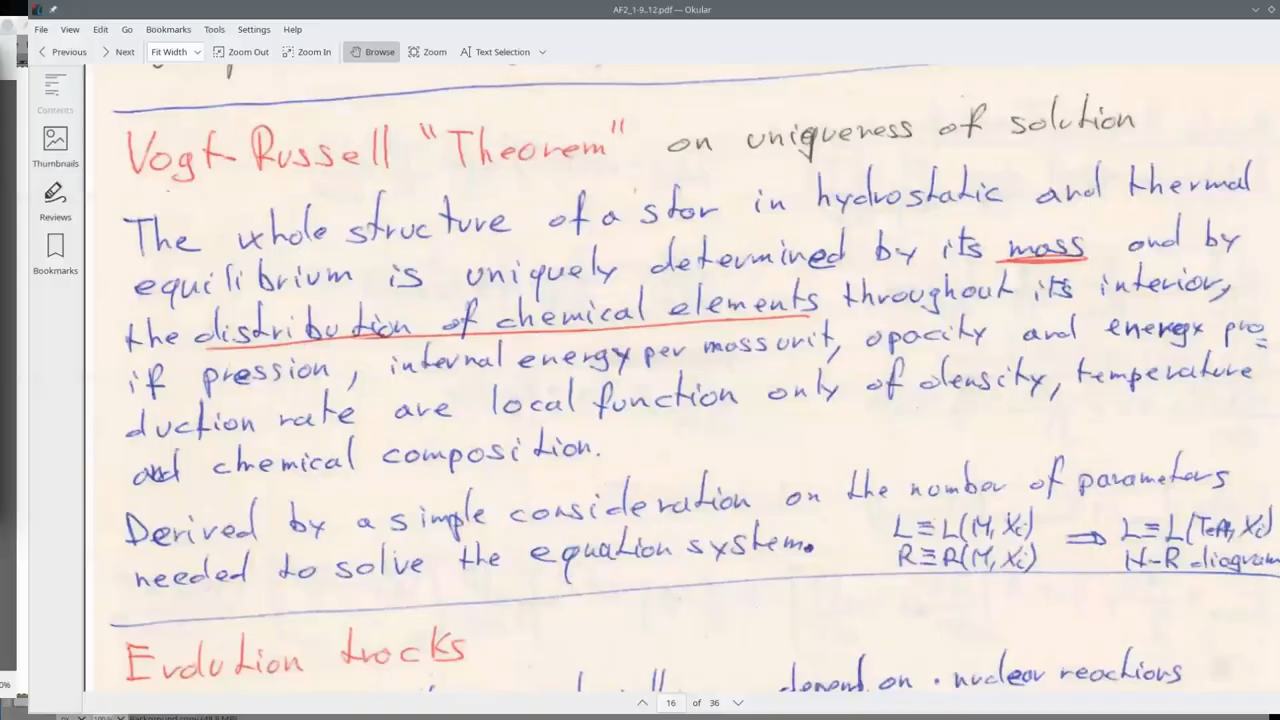 AF2_1-9..12.pdf — Okular
File View Edit Go Bookmarks Tools Settings Help
Previous Next Fit Width Zoom Out Zoom In Browse Zoom Text Selection
Contents
Thumbnails
Reviews
Bookmarks
Vogt-Russell "Theorem" on uniqueness of solution
The whole structure of a star in hydrostatic and thermal
equilibrium is uniquely determined by its mass and by
the distribution of chemical elements throughout its interior,
if pression, internal energy per mass unit, opacity and energy pro=
duction rate are local function only of density, temperature
and chemical composition.
Derived by a simple consideration on the number of parameters
needed to solve the equation system.
L≡L(M,Xi) ⇒ L≡L(Teff,Xi)
R≡R(M,Xi) H-R diagram
Evolution tracks
depend on • nuclear reactions
16 of 36
0%